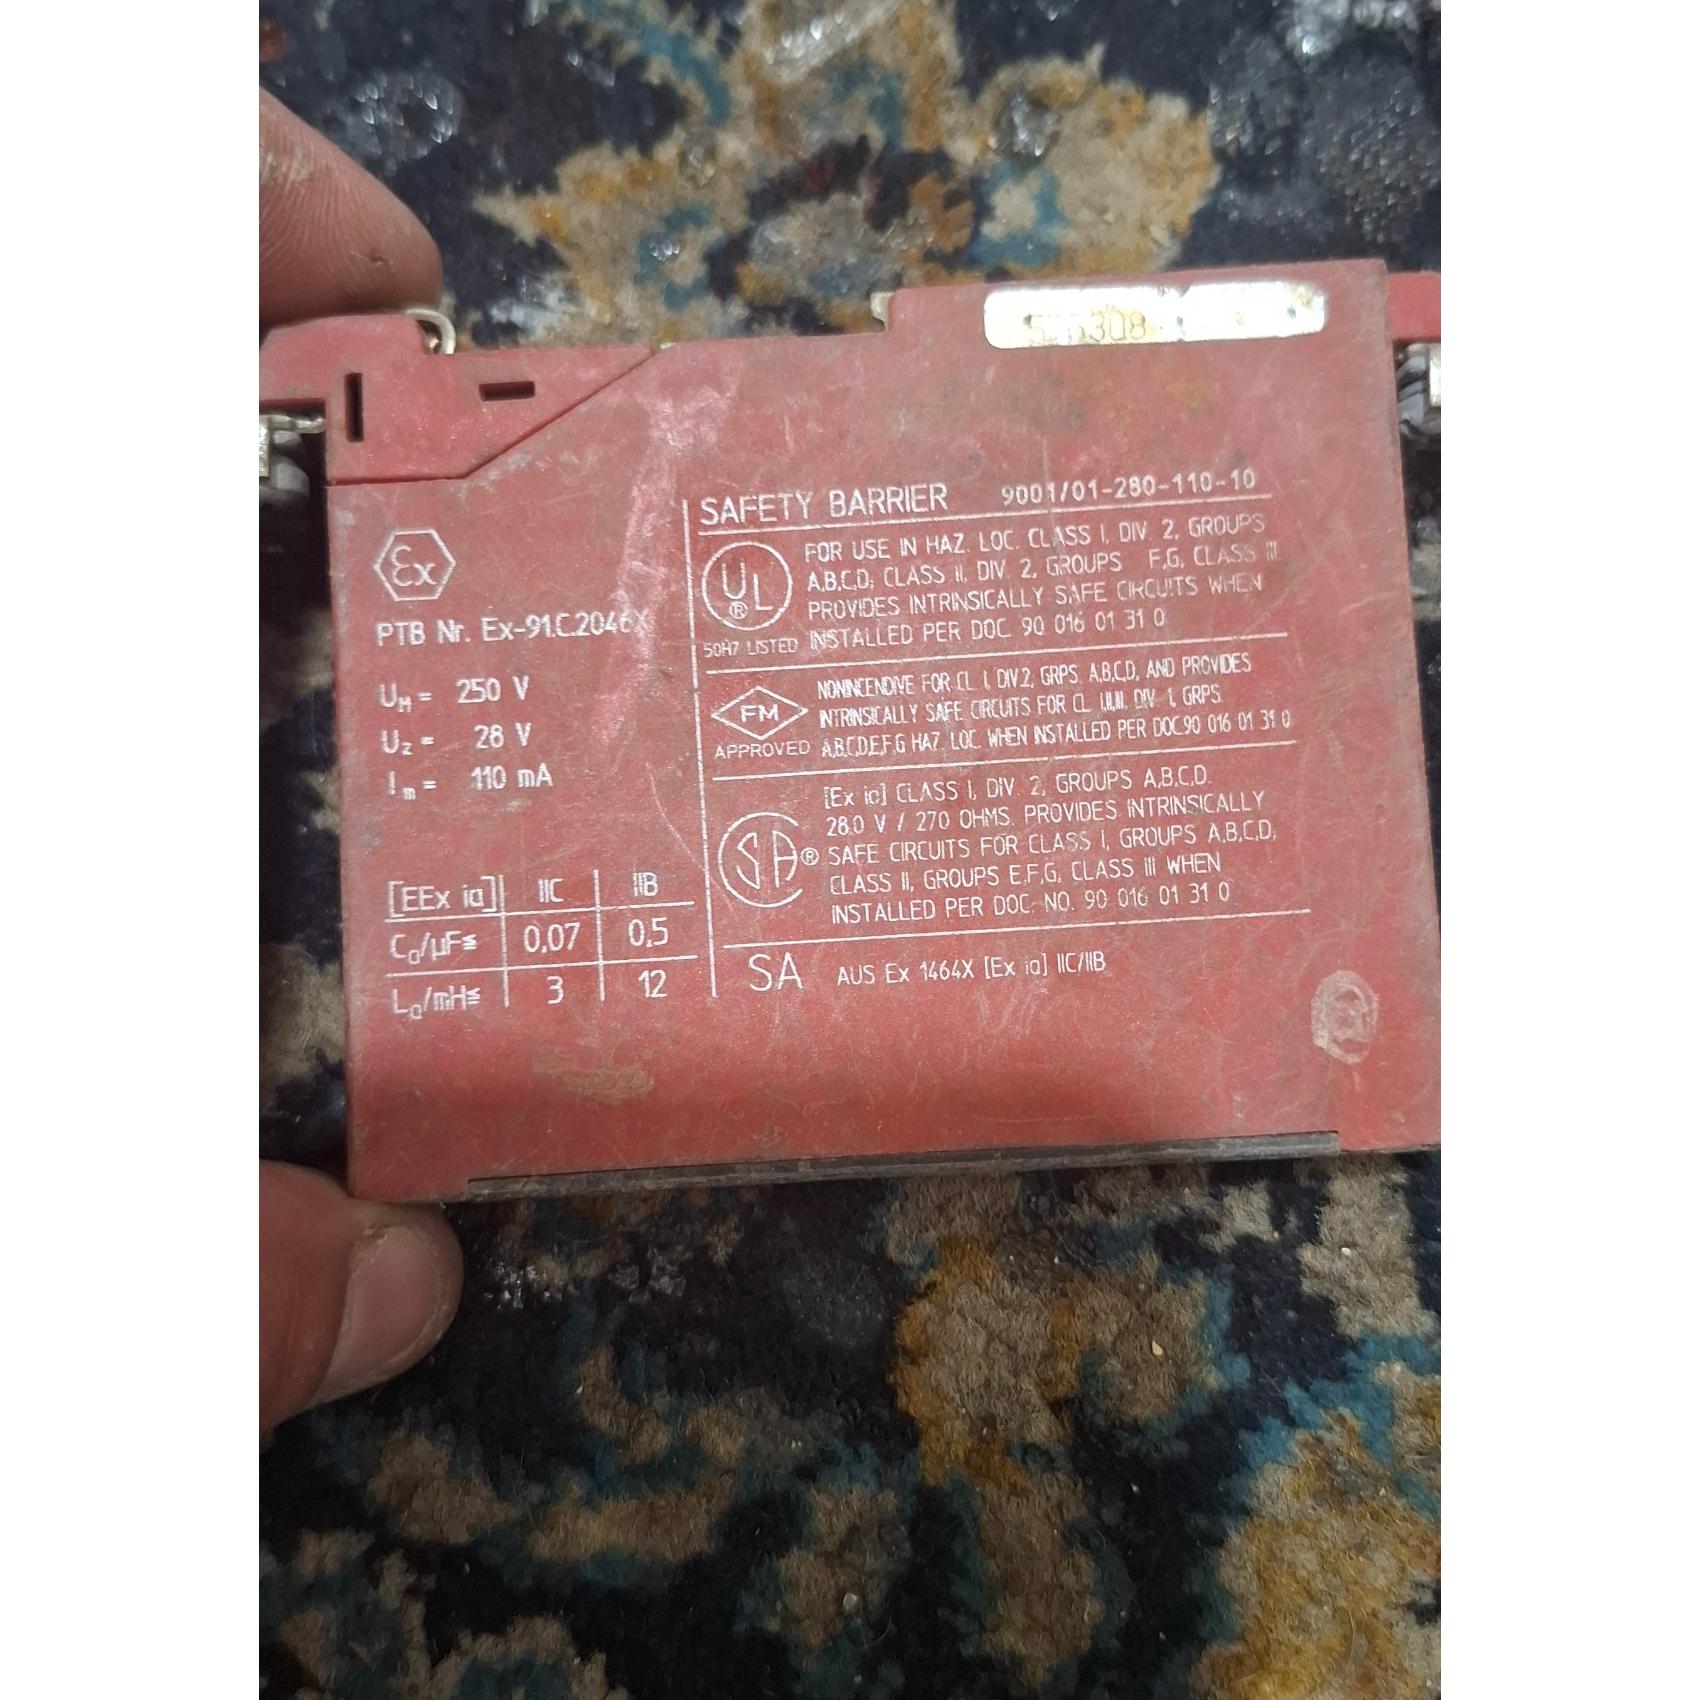 SAFETY BARRIER 9001/01-280-110-10
Ex
PTB Nr. Ex-91.C.2046X
UM = 250 V
Uz = 28 V
Im = 110 mA
[EEx ia] IIC IIB
Ca/µF≤ 0,07 0,5
La/mH≤ 3 12
UL ®
50H7 LISTED
FOR USE IN HAZ. LOC. CLASS I, DIV. 2, GROUPS
A,B,C,D; CLASS II, DIV. 2, GROUPS F,G, CLASS III.
PROVIDES INTRINSICALLY SAFE CIRCUITS WHEN
INSTALLED PER DOC. 90 016 01 31 0
FM
APPROVED
NONINCENDIVE FOR CL. I, DIV.2, GRPS. A,B,C,D, AND PROVIDES
INTRINSICALLY SAFE CIRCUITS FOR CL. I,II,III, DIV. 1, GRPS.
A,B,C,D,E,F,G HAZ. LOC. WHEN INSTALLED PER DOC.90 016 01 31 0
SA ®
[Ex ia] CLASS I, DIV. 2, GROUPS A,B,C,D.
28.0 V / 270 OHMS. PROVIDES INTRINSICALLY
SAFE CIRCUITS FOR CLASS I, GROUPS A,B,C,D;
CLASS II, GROUPS E,F,G, CLASS III WHEN
INSTALLED PER DOC. NO. 90 016 01 31 0
SA AUS Ex 1464X [Ex ia] IIC/IIB